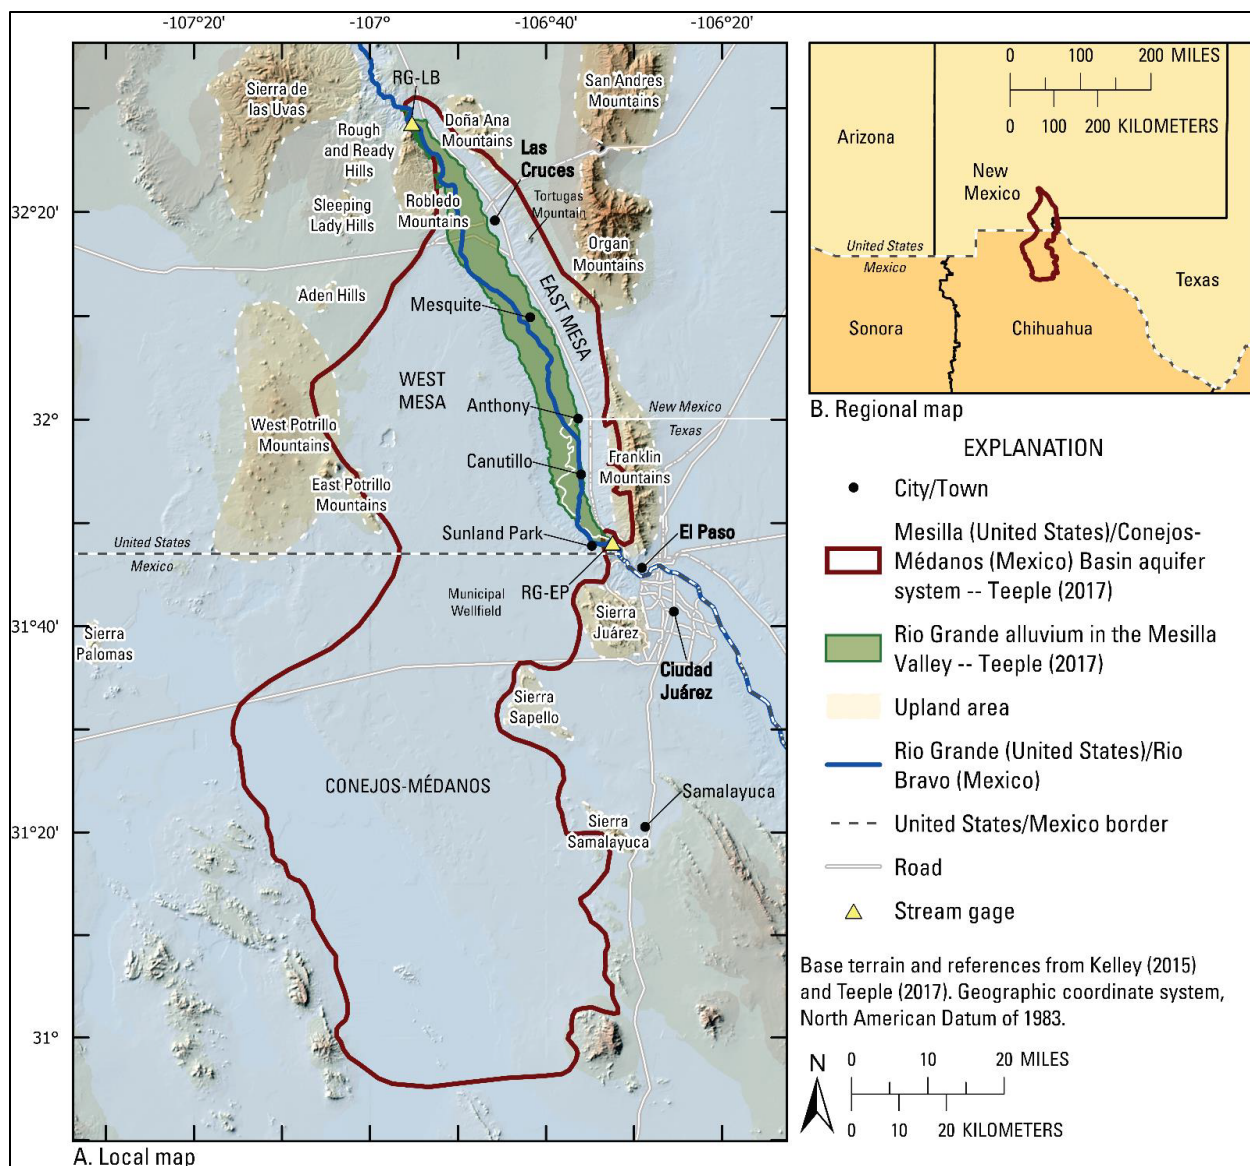 -107°20'
-107°
-106°40'
-106°20'
32°20'
32°
31°40'
31°20'
31°
RG-LB
Sierra de
las Uvas
San Andres
Mountains
Doña Ana
Mountains
Rough
and Ready
Hills
Las
Cruces
Tortugas
Mountain
Sleeping
Lady Hills
Robledo
Mountains
Organ
Mountains
Aden Hills
EAST MESA
Mesquite
WEST
MESA
Anthony
New Mexico
Texas
West Potrillo
Mountains
Canutillo
Franklin
Mountains
East Potrillo
Mountains
Sunland Park
El Paso
United States
Mexico
RG-EP
Municipal
Wellfield
Sierra
Juárez
Sierra
Palomas
Ciudad
Juárez
Sierra
Sapello
CONEJOS-MÉDANOS
Samalayuca
Sierra
Samalayuca
A. Local map
0 100 200 MILES
0 100 200 KILOMETERS
Arizona
New
Mexico
United States
Mexico
Texas
Sonora
Chihuahua
B. Regional map
EXPLANATION
City/Town
Mesilla (United States)/Conejos-
Médanos (Mexico) Basin aquifer
system -- Teeple (2017)
Rio Grande alluvium in the Mesilla
Valley -- Teeple (2017)
Upland area
Rio Grande (United States)/Rio
Bravo (Mexico)
United States/Mexico border
Road
Stream gage
Base terrain and references from Kelley (2015)
and Teeple (2017). Geographic coordinate system,
North American Datum of 1983.
N
0 10 20 MILES
0 10 20 KILOMETERS